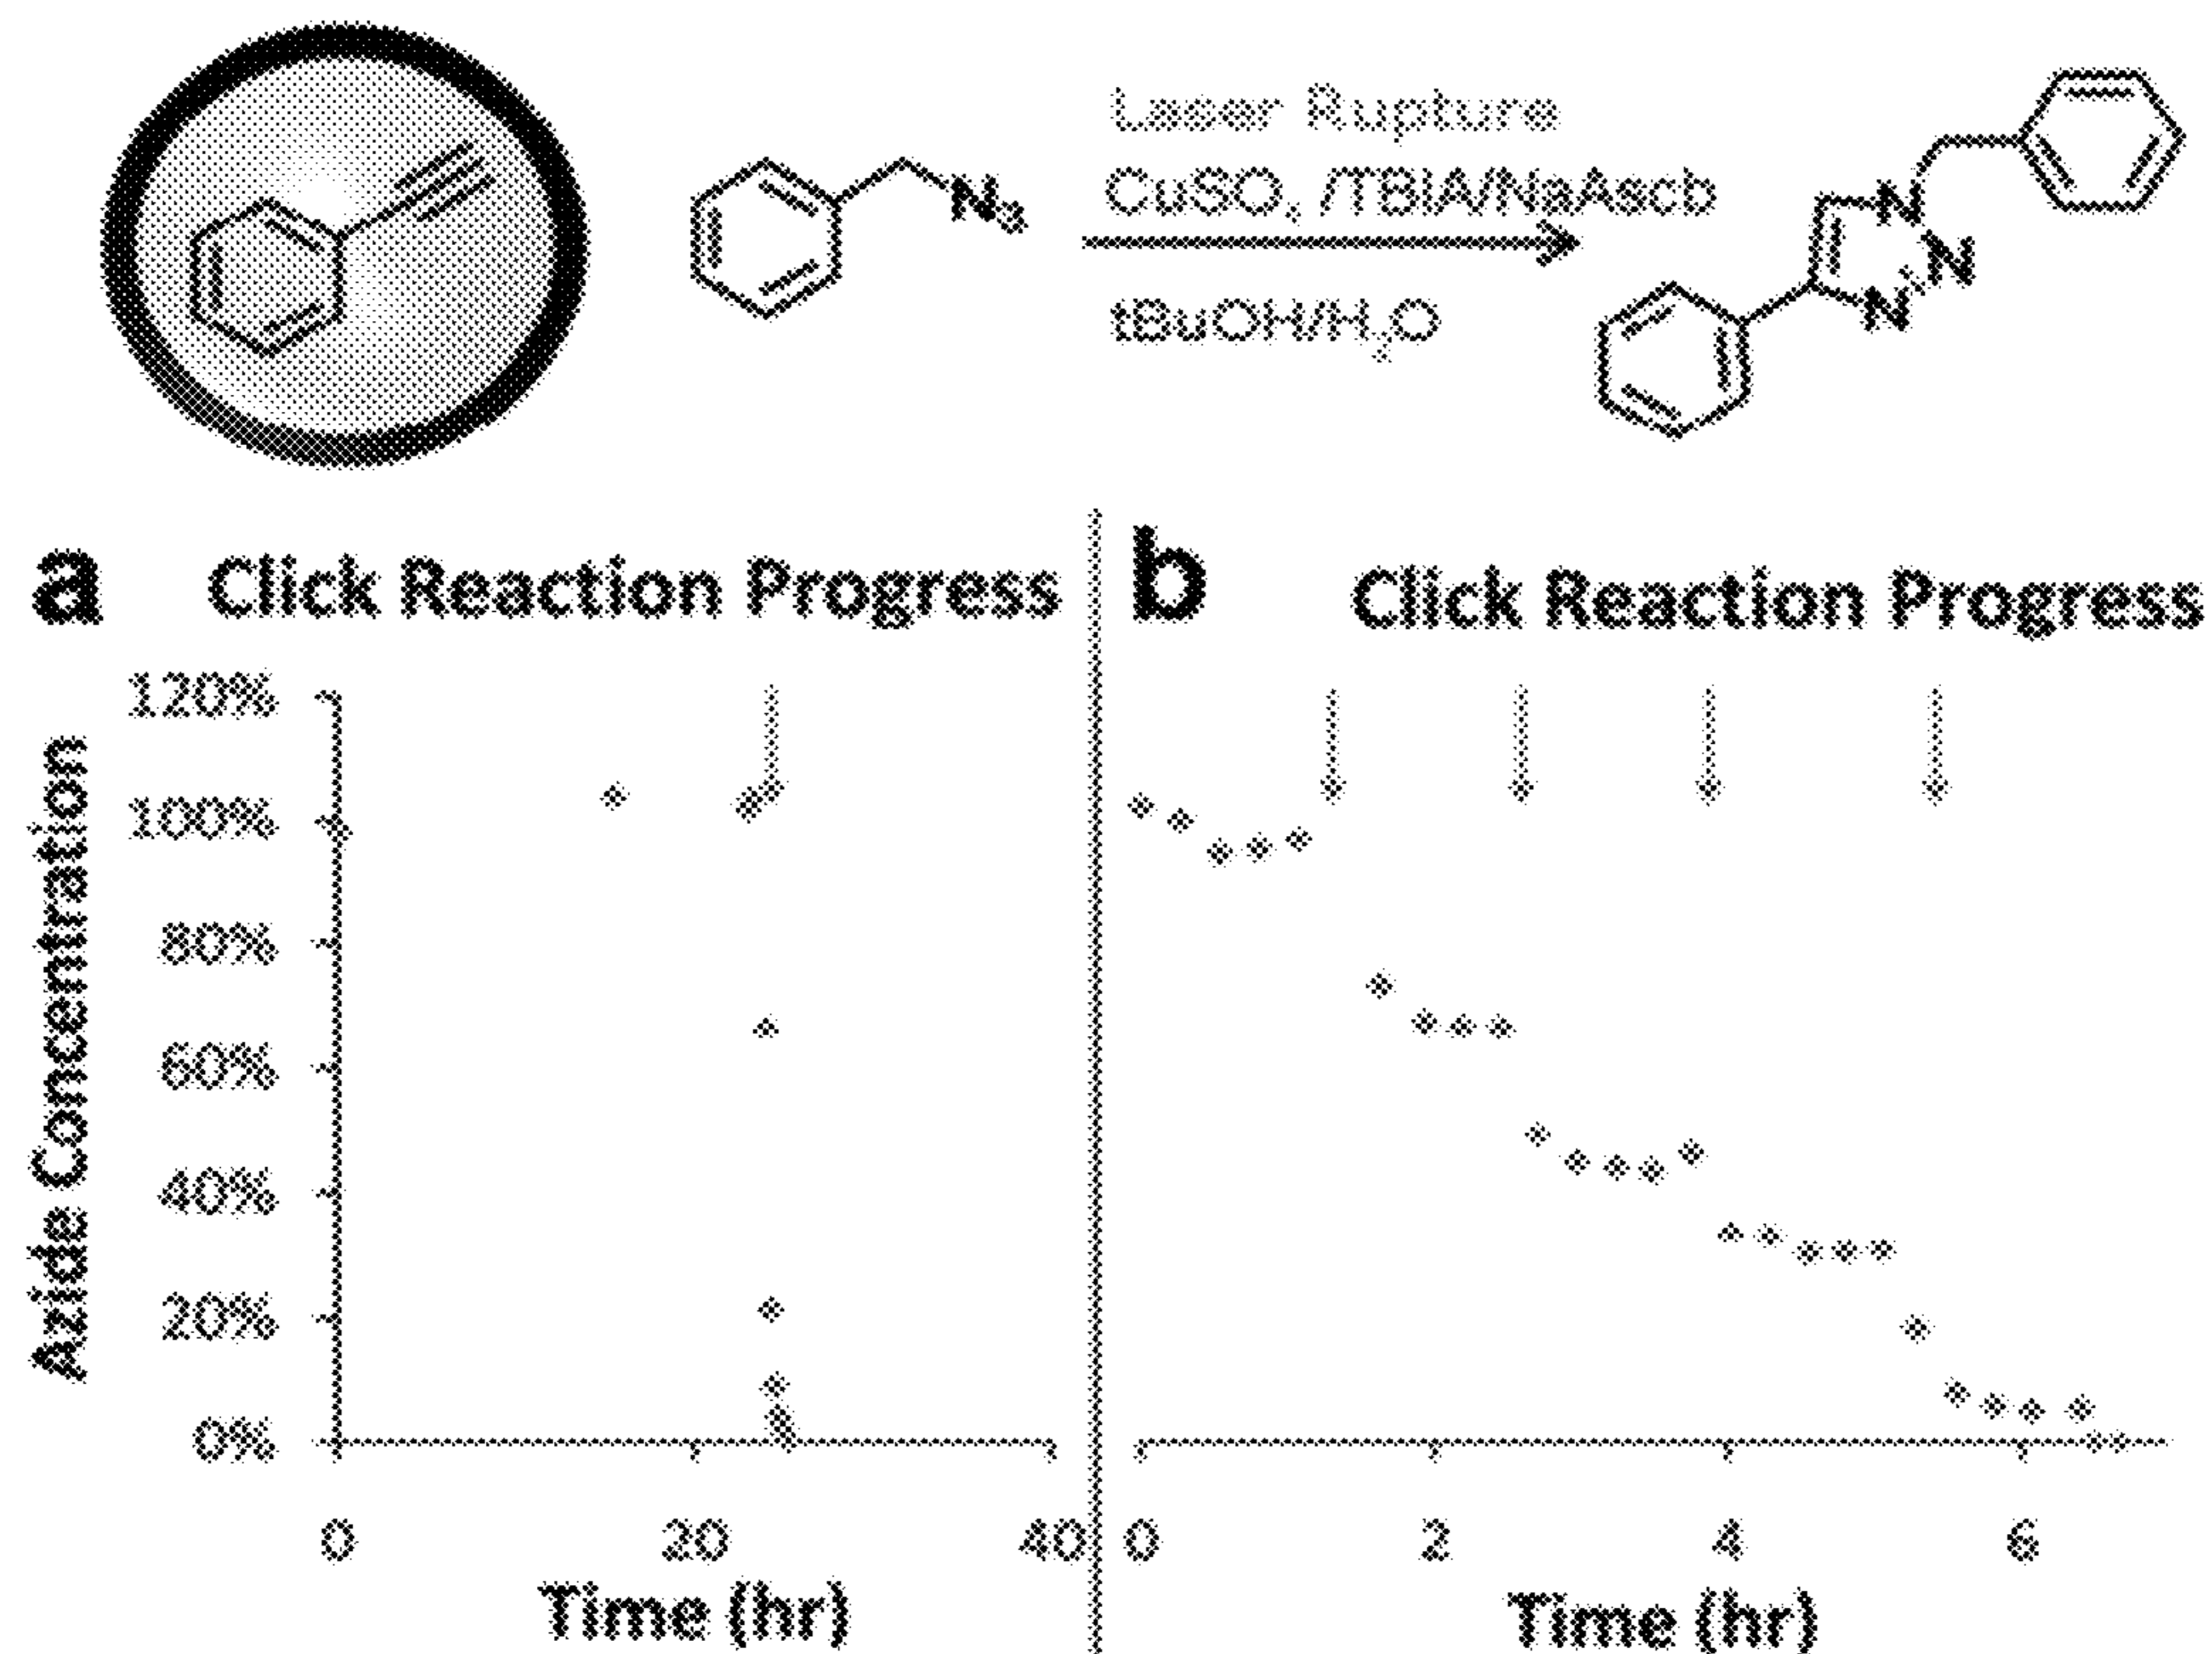 Laser Rupture
CuSO4 /TBIA/NaAscb
N3
tBuOH/H2O
N
N
N
a Click Reaction Progress
b Click Reaction Progress
Azide Concentration
120%
100%
80%
60%
40%
20%
0%
0 20 40
Time (hr)
0 2 4 6
Time (hr)